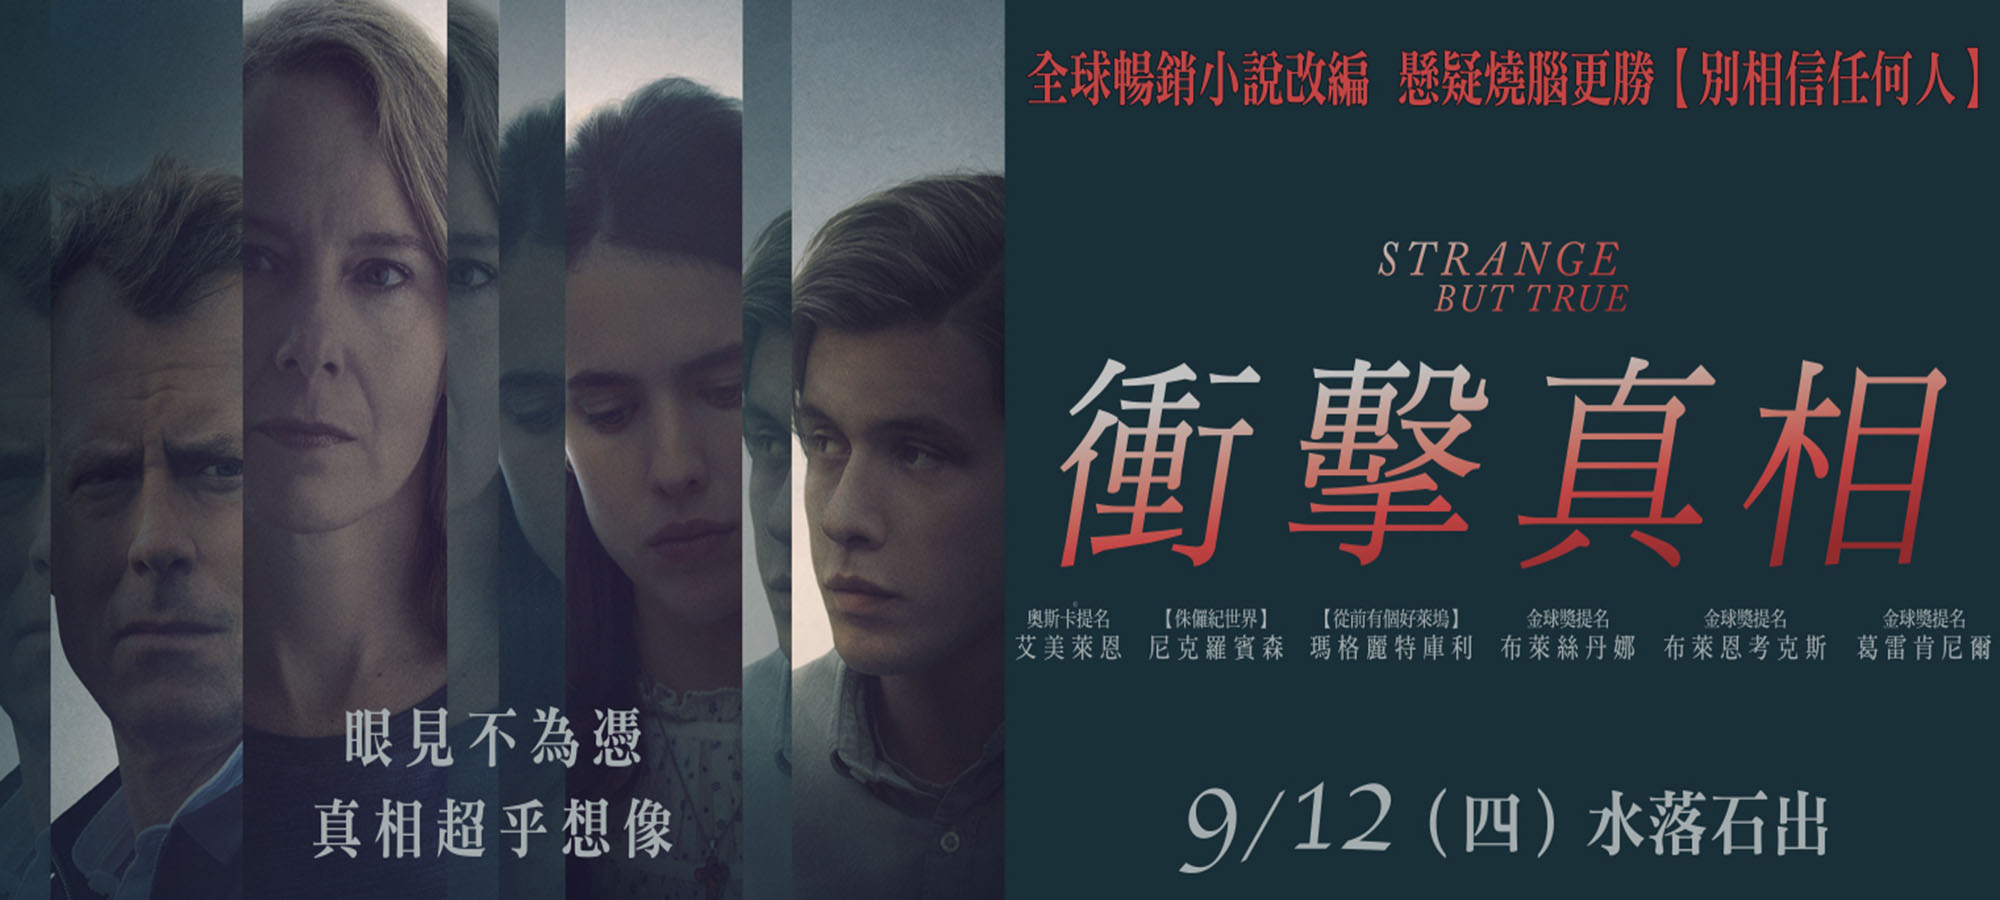 全球暢銷小說改編 懸疑燒腦更勝【別相信任何人】
STRANGE
BUT TRUE
衝擊真相
奧斯卡提名 【侏儸紀世界】 【從前有個好萊塢】 金球獎提名 金球獎提名 金球獎提名
艾美萊恩 尼克羅賓森 瑪格麗特庫利 布萊絲丹娜 布萊恩考克斯 葛雷肯尼爾
眼見不為憑
真相超乎想像
9/12（四）水落石出